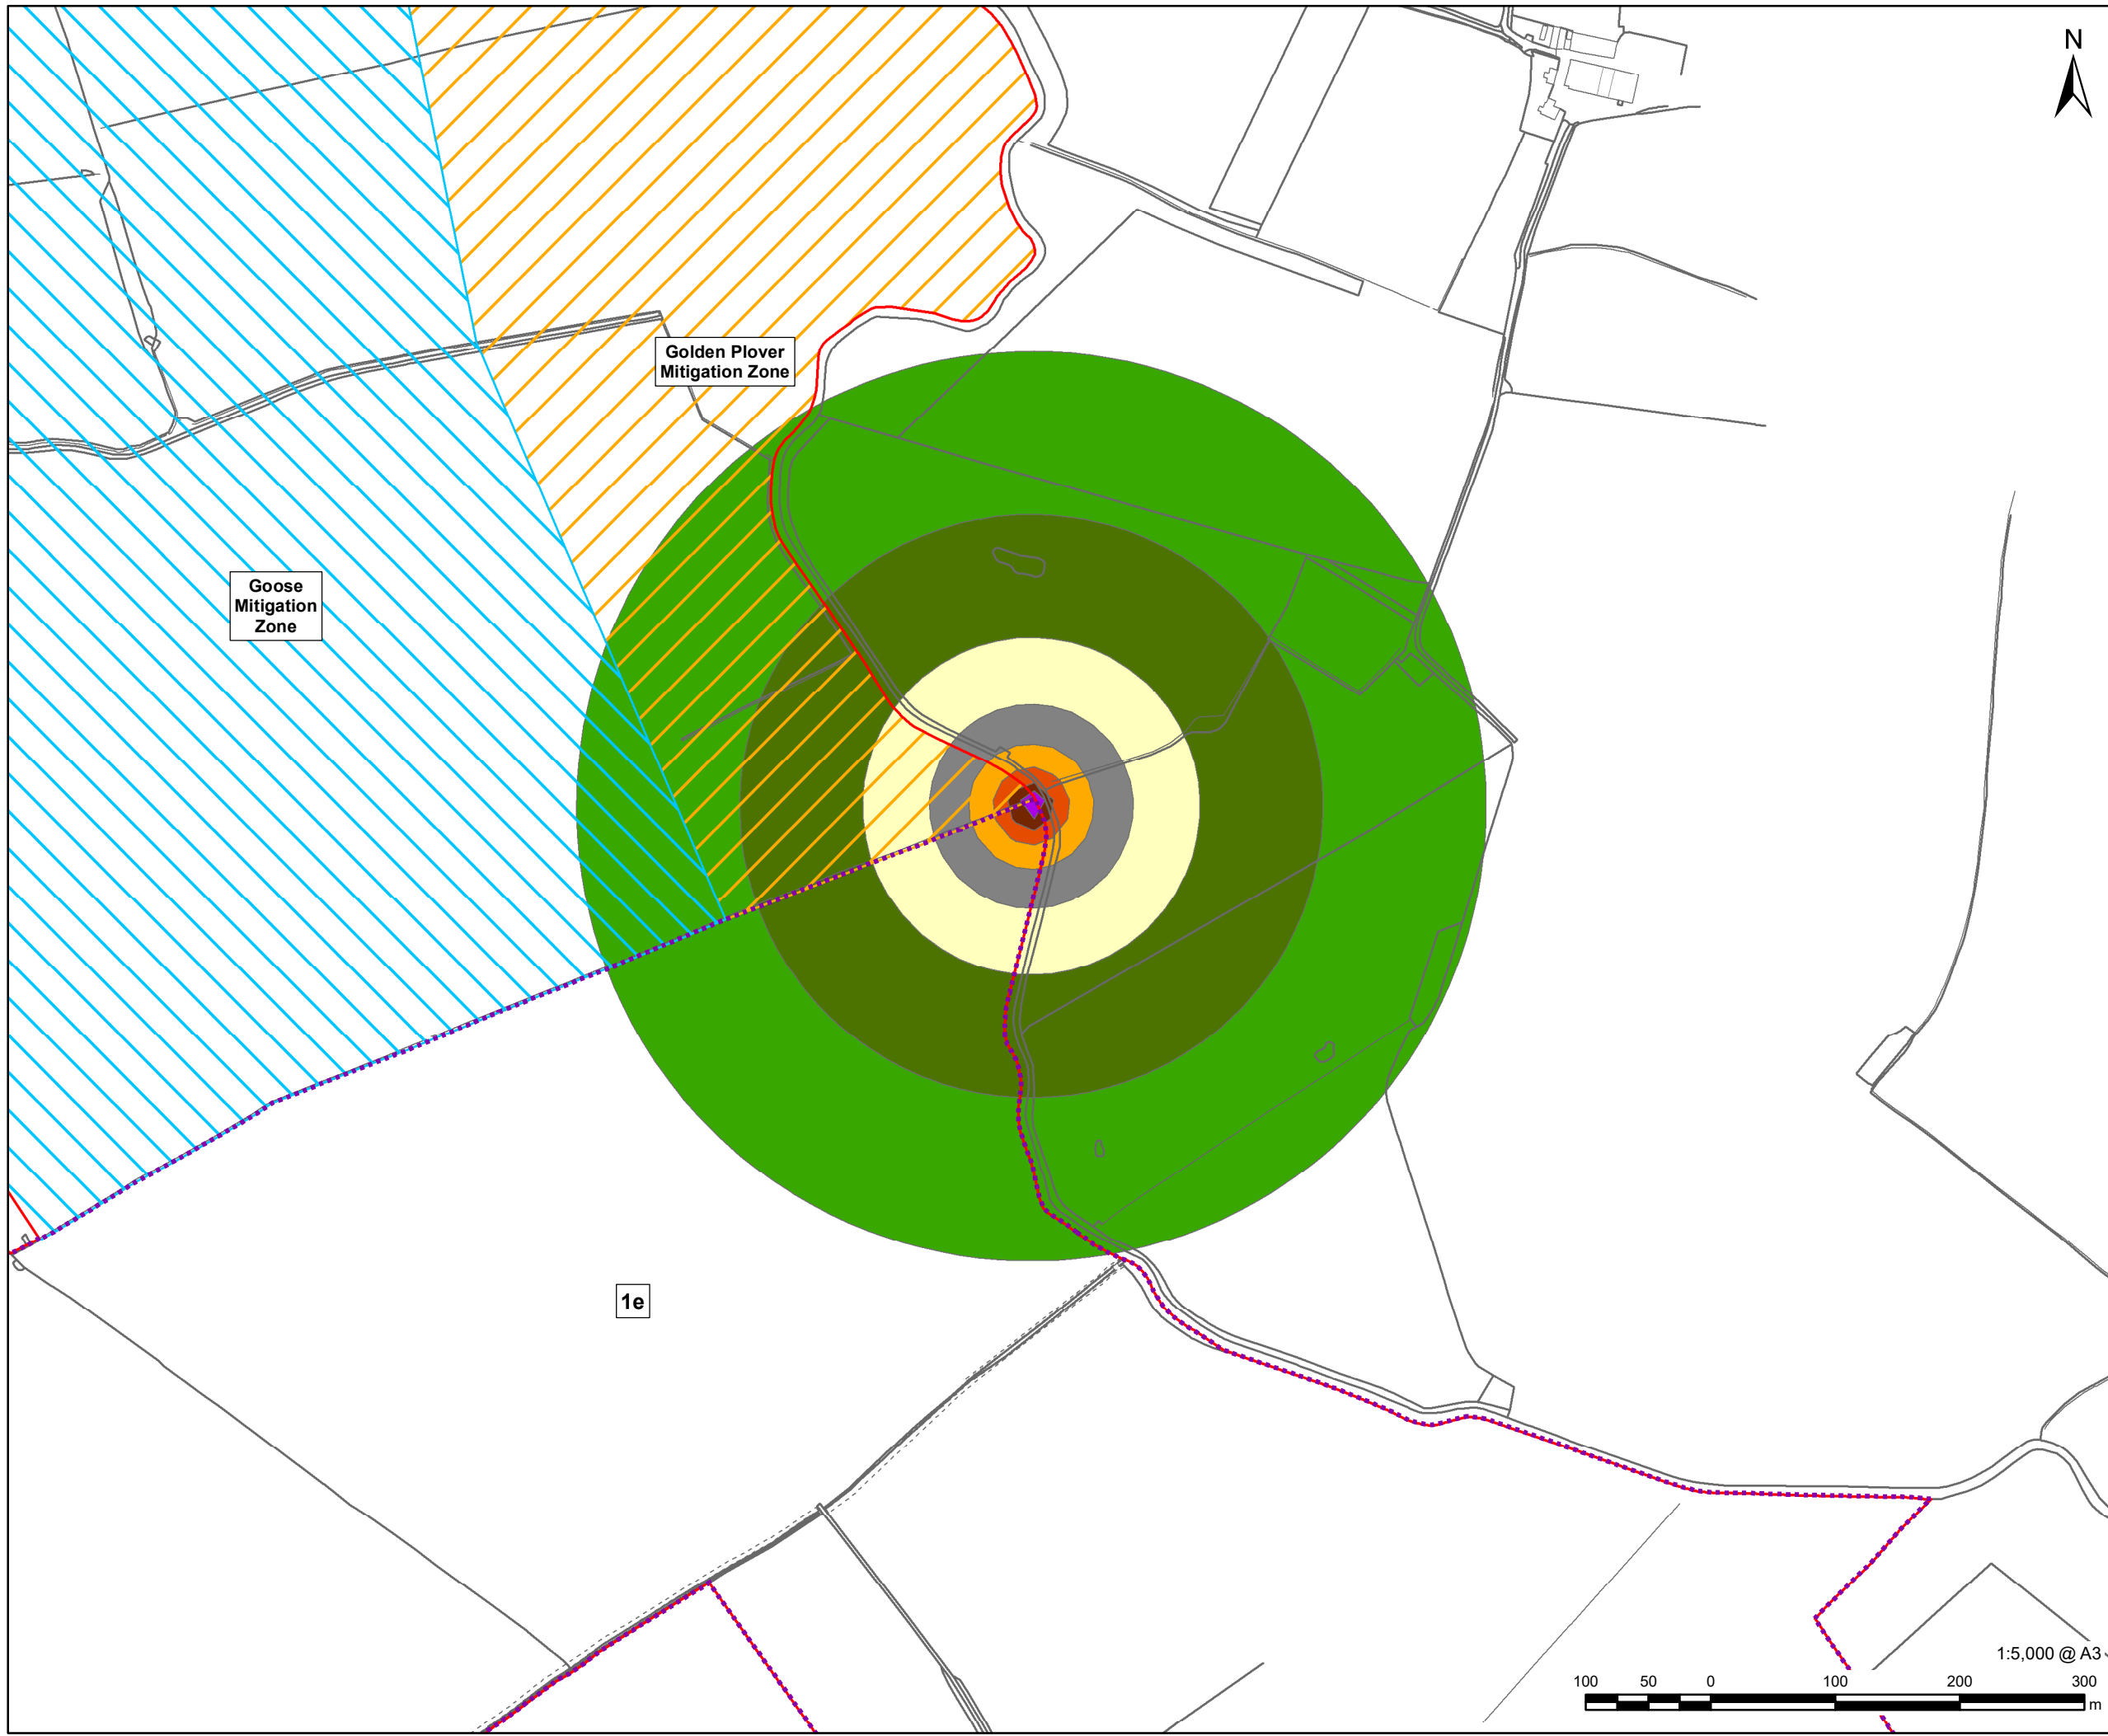 N
Golden Plover
Mitigation Zone
Goose
Mitigation
Zone
1e
1:5,000 @ A3
100 50 0 100 200 300
m